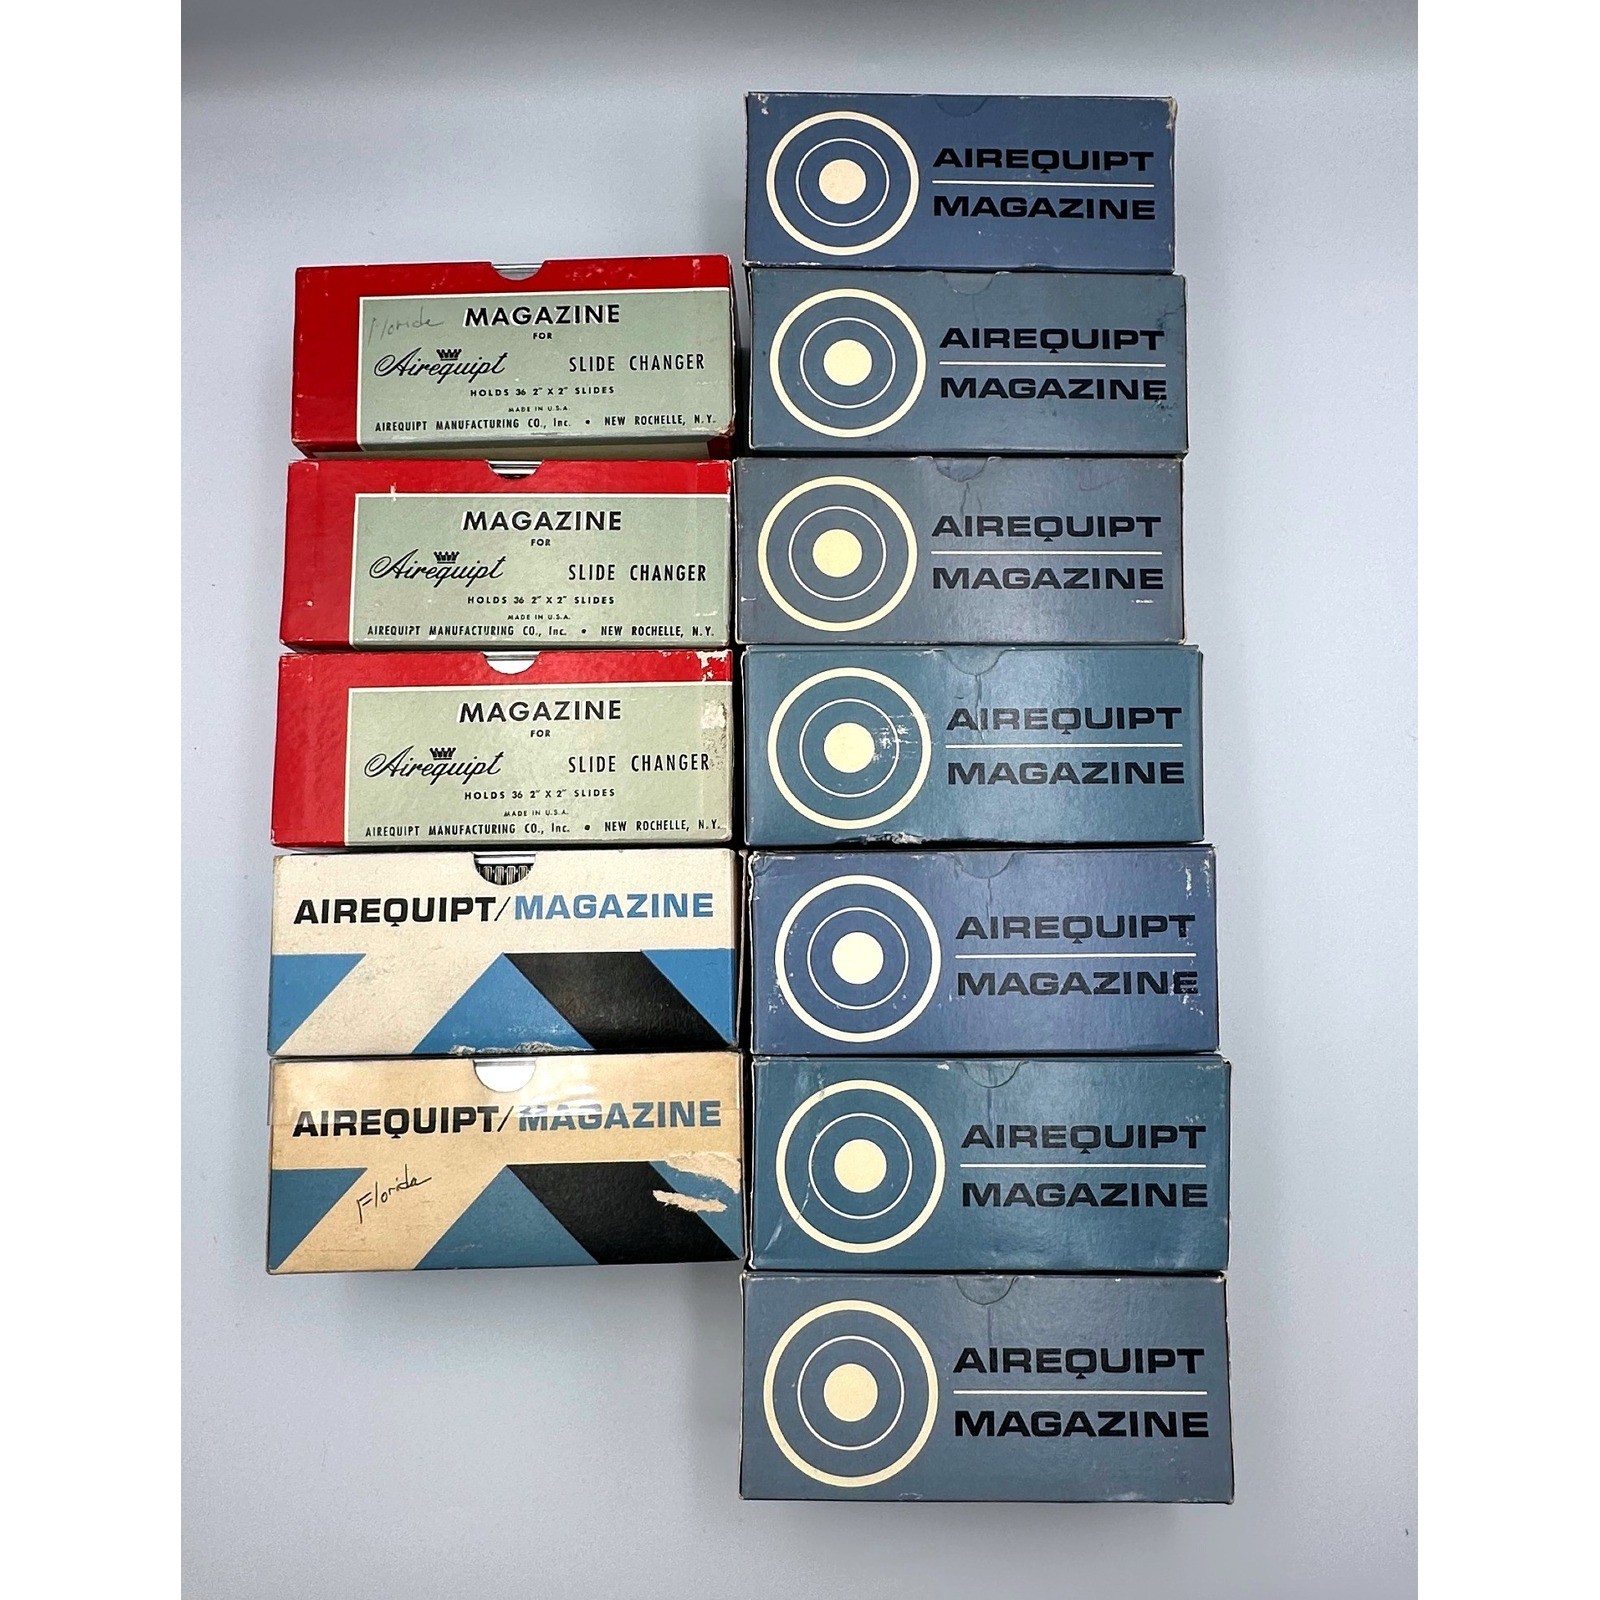 Floride
MAGAZINE
FOR
Airequipt SLIDE CHANGER
HOLDS 36 2" X 2" SLIDES
MADE IN U.S.A.
AIREQUIPT MANUFACTURING CO., Inc. • NEW ROCHELLE, N.Y.
MAGAZINE
FOR
Airequipt SLIDE CHANGER
HOLDS 36 2" X 2" SLIDES
MADE IN U.S.A.
AIREQUIPT MANUFACTURING CO., Inc. • NEW ROCHELLE, N.Y.
MAGAZINE
FOR
Airequipt SLIDE CHANGER
HOLDS 36 2" X 2" SLIDES
MADE IN U.S.A.
AIREQUIPT MANUFACTURING CO., Inc. • NEW ROCHELLE, N.Y.
AIREQUIPT/MAGAZINE
AIREQUIPT/MAGAZINE
Florida
AIREQUIPT
MAGAZINE
AIREQUIPT
MAGAZINE
AIREQUIPT
MAGAZINE
AIREQUIPT
MAGAZINE
AIREQUIPT
MAGAZINE
AIREQUIPT
MAGAZINE
AIREQUIPT
MAGAZINE